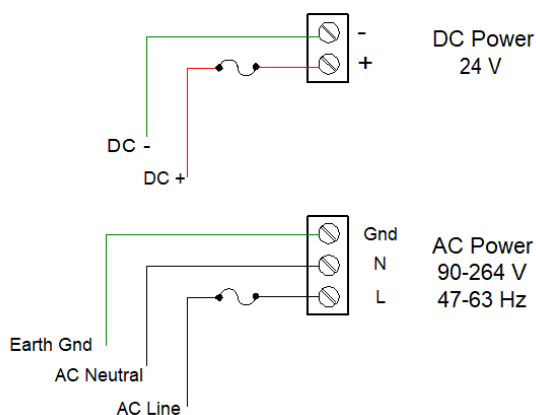 -
+
DC Power
24 V
DC -
DC +
Gnd
N
L
AC Power
90-264 V
47-63 Hz
Earth Gnd
AC Neutral
AC Line